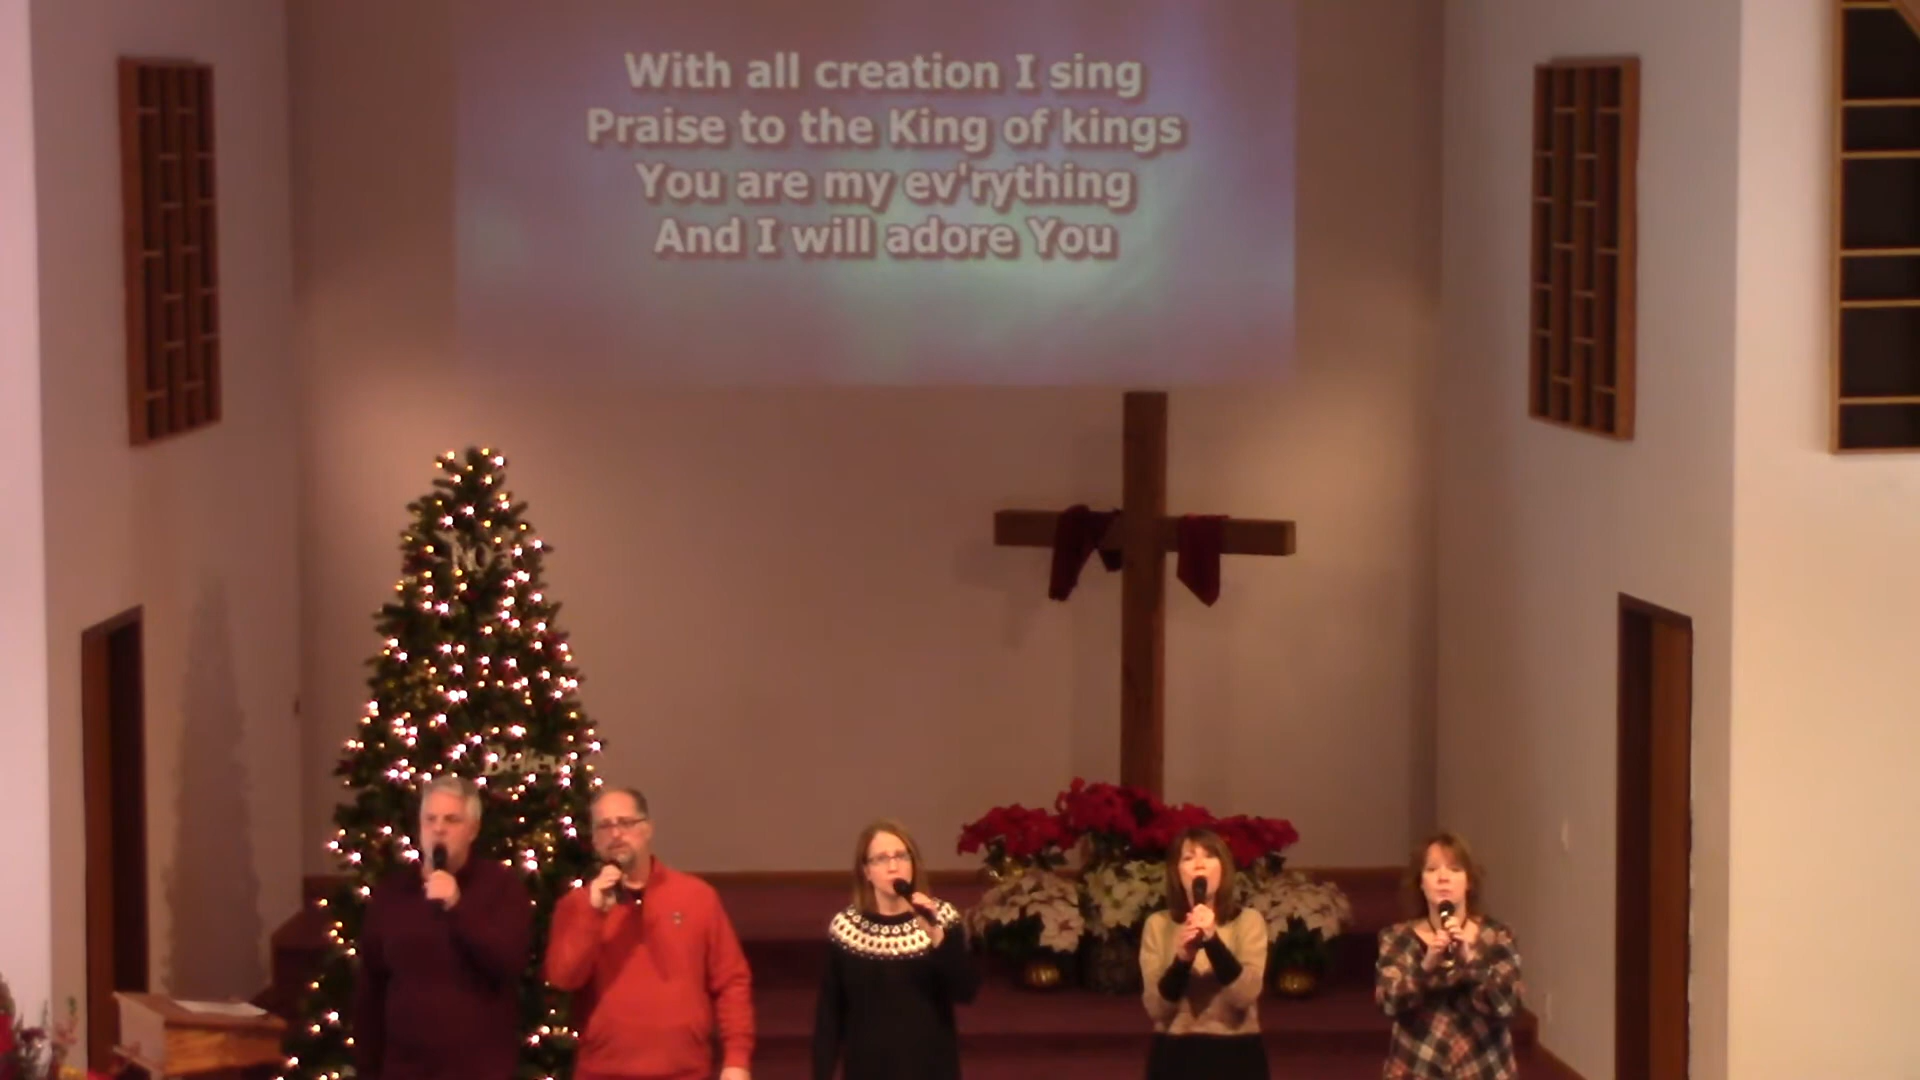 With all creation I sing
Praise to the King of kings
You are my ev'rything
And I will adore You
Believe